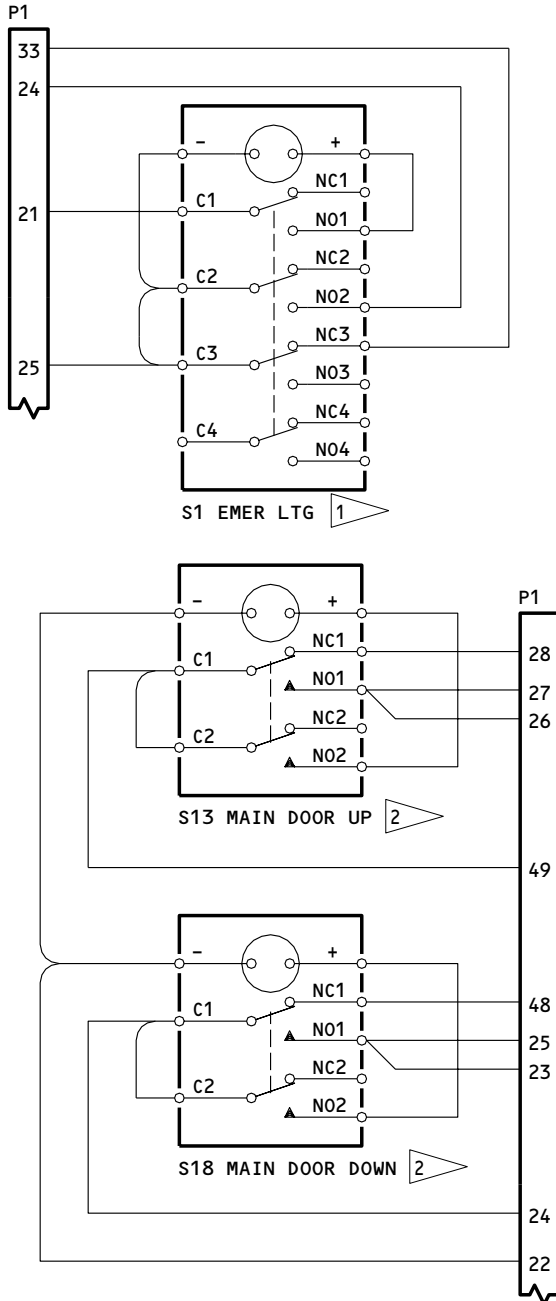 P1
33
24
- +
NC1
C1
21
NO1
NC2
C2
NO2
NC3
C3
25
NO3
NC4
C4
NO4
S1 EMER LTG 1
P1
- +
NC1
28
C1
NO1
27
26
NC2
C2
NO2
S13 MAIN DOOR UP 2
49
- +
NC1
48
C1
NO1
25
23
NC2
C2
NO2
S18 MAIN DOOR DOWN 2
24
22